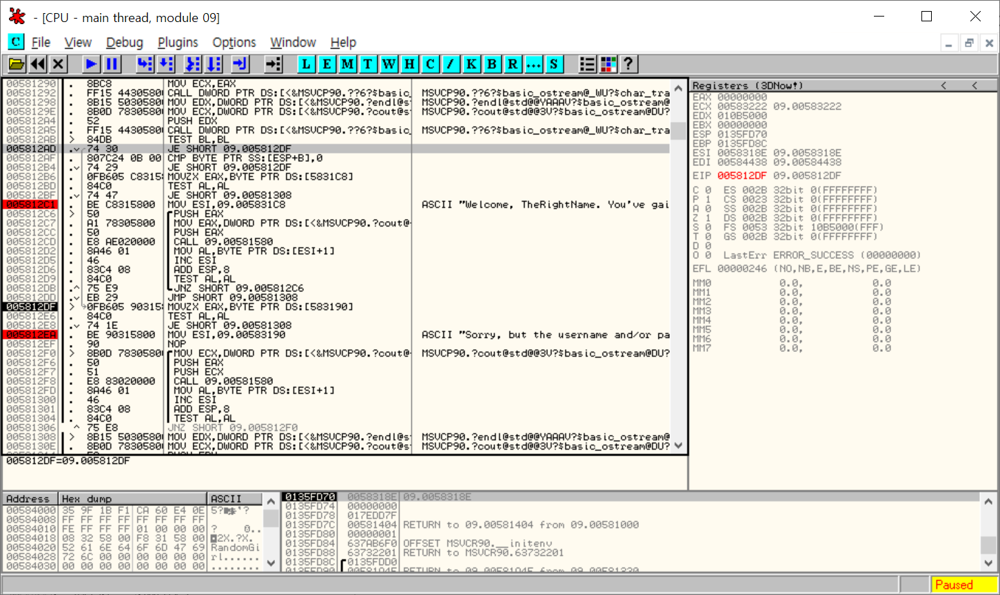 - [CPU - main thread, module 09]
C File View Debug Plugins Options Window Help
L E M T W H C / K B R ... S ?
00581290 . 8BC8 MOV ECX,EAX
00581292 . FF15 44305800 CALL DWORD PTR DS:[<&MSVCP90.??6?$basic_ MSVCP90.??6?$basic_ostream@_WU?$char_tra
00581298 . 8B15 50305800 MOV EDX,DWORD PTR DS:[<&MSVCP90.?endl@st MSVCP90.?endl@std@@YAAAV?$basic_ostream@
0058129E . 8B0D 78305800 MOV ECX,DWORD PTR DS:[<&MSVCP90.?cout@st MSVCP90.?cout@std@@3V?$basic_ostream@DU?
005812A4 . 52 PUSH EDX
005812A5 . FF15 44305800 CALL DWORD PTR DS:[<&MSVCP90.??6?$basic_ MSVCP90.??6?$basic_ostream@_WU?$char_tra
005812AB > 84DB TEST BL,BL
005812AD .v 74 30 JE SHORT 09.005812DF
005812AF . 807C24 0B 00 CMP BYTE PTR SS:[ESP+B],0
005812B4 .v 74 29 JE SHORT 09.005812DF
005812B6 . 0FB605 C8315 MOVZX EAX,BYTE PTR DS:[5831C8]
005812BD . 84C0 TEST AL,AL
005812BF .v 74 47 JE SHORT 09.00581308
005812C1 . BE C8315800 MOV ESI,09.005831C8 ASCII "Welcome, TheRightName. You've gai
005812C6 > 50 PUSH EAX
005812C7 . A1 78305800 MOV EAX,DWORD PTR DS:[<&MSVCP90.?cout@
005812CC . 50 PUSH EAX
005812CD . E8 AE020000 CALL 09.00581580
005812D2 . 8A46 01 MOV AL,BYTE PTR DS:[ESI+1]
005812D5 . 46 INC ESI
005812D6 . 83C4 08 ADD ESP,8
005812D9 . 84C0 TEST AL,AL
005812DB .^ 75 E9 JNZ SHORT 09.005812C6
005812DD .v EB 29 JMP SHORT 09.00581308
005812DF > 0FB605 90315 MOVZX EAX,BYTE PTR DS:[583190]
005812E6 . 84C0 TEST AL,AL
005812E8 .v 74 1E JE SHORT 09.00581308
005812EA . BE 90315800 MOV ESI,09.00583190 ASCII "Sorry, but the username and/or pa
005812EF . 90 NOP
005812F0 > 8B0D 78305800 MOV ECX,DWORD PTR DS:[<&MSVCP90.?cout@ MSVCP90.?cout@std@@3V?$basic_ostream@DU?
005812F6 . 50 PUSH EAX
005812F7 . 51 PUSH ECX
005812F8 . E8 83020000 CALL 09.00581580
005812FD . 8A46 01 MOV AL,BYTE PTR DS:[ESI+1]
00581300 . 46 INC ESI
00581301 . 83C4 08 ADD ESP,8
00581304 . 84C0 TEST AL,AL
00581306 ^ 75 E8 JNZ SHORT 09.005812F0
00581308 > 8B15 50305800 MOV EDX,DWORD PTR DS:[<&MSVCP90.?endl@st MSVCP90.?endl@std@@YAAAV?$basic_ostream@
0058130E . 8B0D 78305800 MOV ECX,DWORD PTR DS:[<&MSVCP90.?cout@st MSVCP90.?cout@std@@3V?$basic_ostream@DU?
005812DF=09.005812DF
Registers (3DNow!) < <
EAX 00000000
ECX 00583222 09.00583222
EDX 010B5000
EBX 00000000
ESP 0135FD70
EBP 0135FD8C
ESI 0058318E 09.0058318E
EDI 00584438 09.00584438
EIP 005812DF 09.005812DF
C 0 ES 002B 32bit 0(FFFFFFFF)
P 1 CS 0023 32bit 0(FFFFFFFF)
A 0 SS 002B 32bit 0(FFFFFFFF)
Z 1 DS 002B 32bit 0(FFFFFFFF)
S 0 FS 0053 32bit 10B5000(FFF)
T 0 GS 002B 32bit 0(FFFFFFFF)
D 0
O 0 LastErr ERROR_SUCCESS (00000000)
EFL 00000246 (NO,NB,E,BE,NS,PE,GE,LE)
MM0 0.0, 0.0
MM1 0.0, 0.0
MM2 0.0, 0.0
MM3 0.0, 0.0
MM4 0.0, 0.0
MM5 0.0, 0.0
MM6 0.0, 0.0
MM7 0.0, 0.0
Address Hex dump ASCII
00584000 35 9F 1B F1 CA 60 E4 0E
00584008 FF FF FF FF FF FF FF FF
00584010 FE FF FF FF 01 00 00 00
00584018 08 32 58 00 F8 31 58 00
00584020 52 61 6E 64 6F 6D 47 69 RandomGi
00584028 72 6C 00 00 00 00 00 00 rl......
00584030 00 00 00 00 00 00 00 00 ........
0135FD70 0058318E 09.0058318E
0135FD74 00000000
0135FD78 017EDD7F
0135FD7C 00581404 RETURN to 09.00581404 from 09.00581000
0135FD80 00000001
0135FD84 637AB6F0 OFFSET MSVCR90.__initenv
0135FD88 63732201 RETURN to MSVCR90.63732201
0135FD8C 0135FDD0
Paused